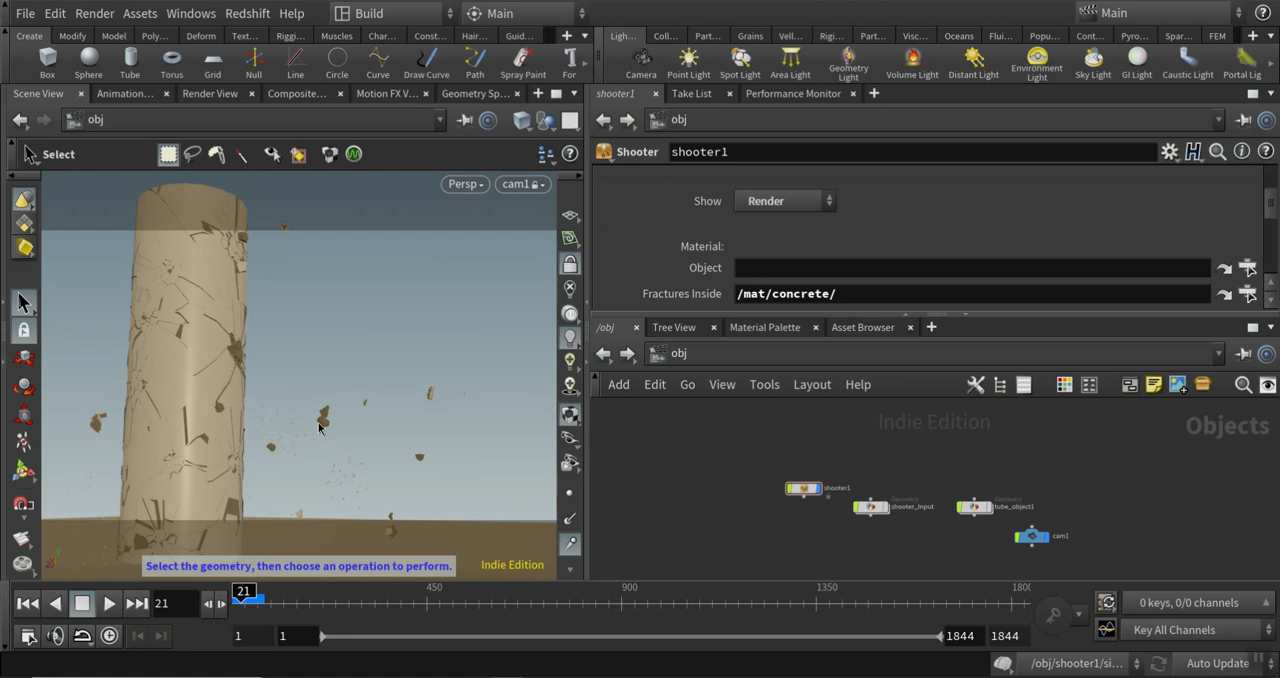 File Edit Render Assets Windows Redshift Help Build Main Main
Create Modify Model Poly... Deform Text... Riggi... Muscles Char... Const... Hair... Guid...
Ligh... Coll... Part... Grains Vell... Rigi... Part... Visc... Oceans Flui... Popu... Cont... Pyro... Spar... FEM
Box Sphere Tube Torus Grid Null Line Circle Curve Draw Curve Path Spray Paint For
Camera Point Light Spot Light Area Light Geometry Light Volume Light Distant Light Environment Light Sky Light GI Light Caustic Light Portal Lig
Scene View Animation... Render View Composite... Motion FX V... Geometry Sp...
shooter1 Take List Performance Monitor
obj
obj
Select
Shooter shooter1
Persp cam1
Show Render
Material:
Object
Fractures Inside /mat/concrete/
/obj Tree View Material Palette Asset Browser
obj
Add Edit Go View Tools Layout Help
Indie Edition
Objects
shooter1
Geometry
shooter_Input
Geometry
tube_object1
cam1
Select the geometry, then choose an operation to perform.
Indie Edition
21
21
450 900 1350 1800
0 keys, 0/0 channels
1 1 1844 1844
Key All Channels
/obj/shooter1/si... Auto Update